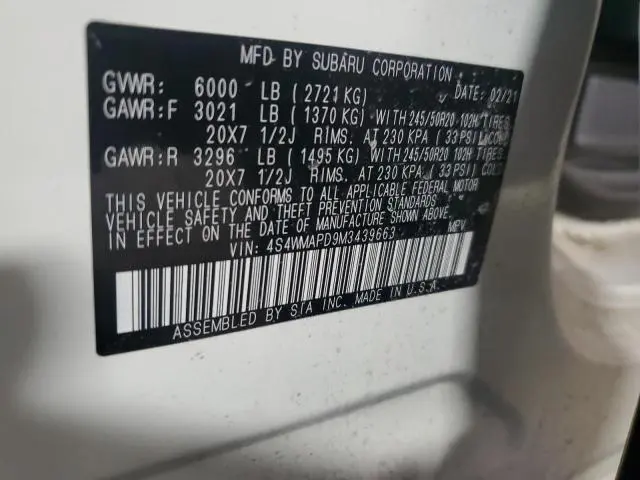 MFD BY SUBARU CORPORATION
GVWR: 6000 LB (2721 KG) DATE: 02/21
GAWR:F 3021 LB (1370 KG) WITH 245/50R20 102H TIRES
20X7 1/2J RIMS. AT 230 KPA (33 PSI) COLD
GAWR:R 3296 LB (1495 KG) WITH 245/50R20 102H TIRES
20X7 1/2J RIMS. AT 230 KPA (33 PSI) COLD
THIS VEHICLE CONFORMS TO ALL APPLICABLE FEDERAL MOTOR
VEHICLE SAFETY AND THEFT PREVENTION STANDARDS
IN EFFECT ON THE DATE OF MANUFACTURE SHOWN ABOVE.
VIN: 4S4WMAPD9M3439663 MPV
ASSEMBLED BY SIA INC. MADE IN U.S.A.